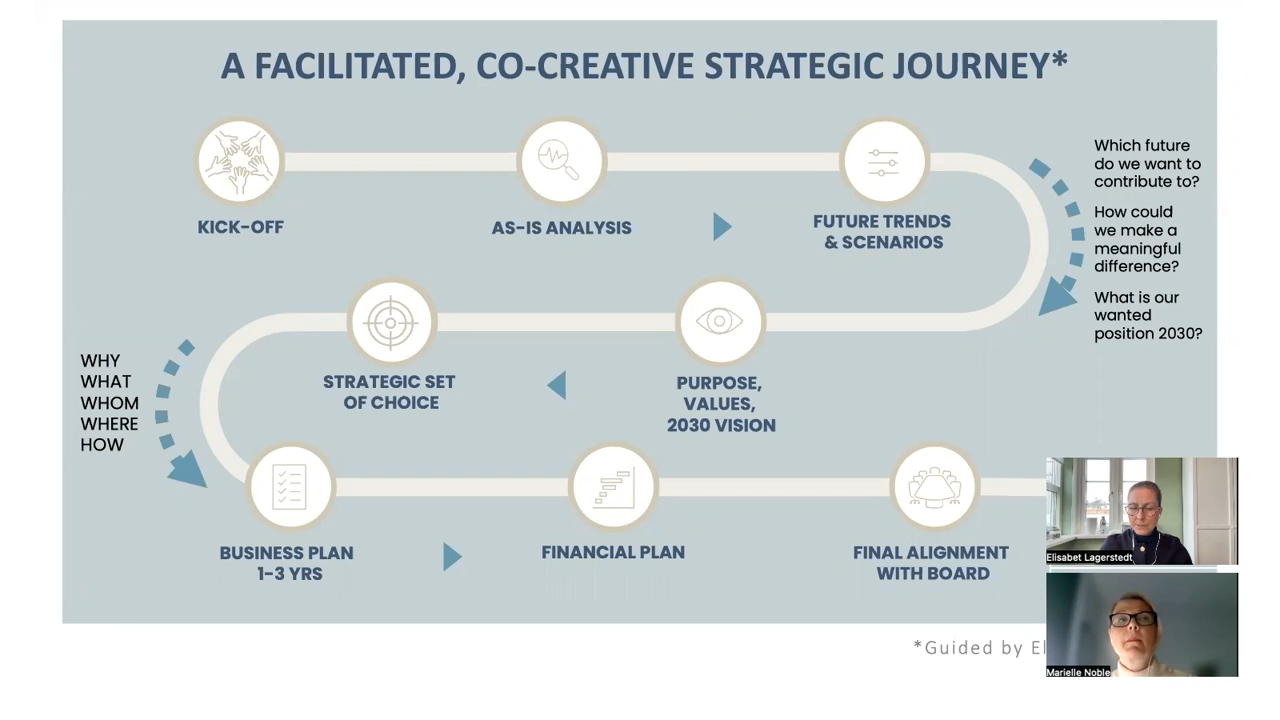 A FACILITATED, CO-CREATIVE STRATEGIC JOURNEY*
KICK-OFF
AS-IS ANALYSIS
FUTURE TRENDS
& SCENARIOS
Which future
do we want to
contribute to?
How could
we make a
meaningful
difference?
What is our
wanted
position 2030?
STRATEGIC SET
OF CHOICE
PURPOSE,
VALUES,
2030 VISION
WHY
WHAT
WHOM
WHERE
HOW
BUSINESS PLAN
1-3 YRS
FINANCIAL PLAN
FINAL ALIGNMENT
WITH BOARD
Elisabet Lagerstedt
*Guided by El
Marielle Noble